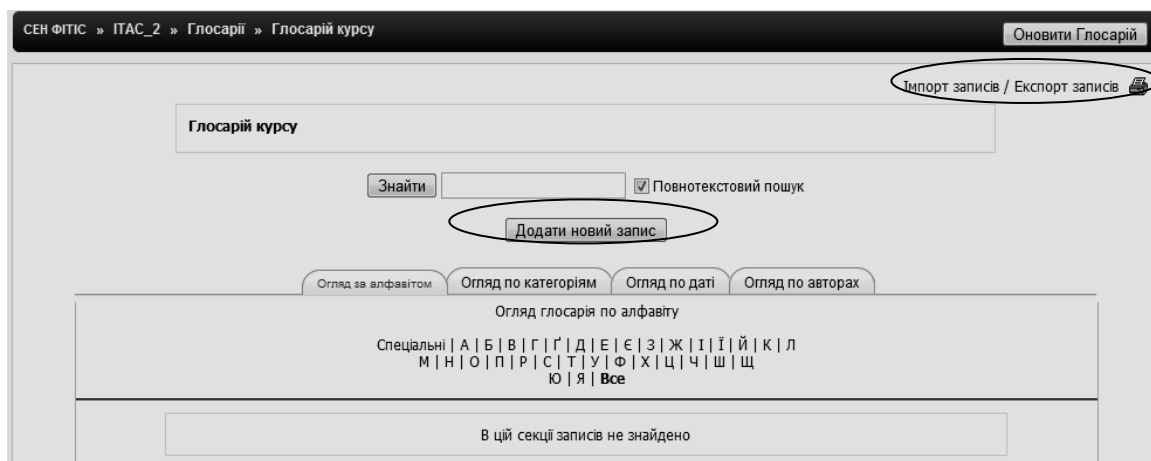 СЕН ФІТІС » ІТАС_2 » Глосарії » Глосарій курсу
Оновити Глосарій
Імпорт записів / Експорт записів
Глосарій курсу
Знайти Повнотекстовий пошук
Додати новий запис
Огляд за алфавітом Огляд по категоріям Огляд по даті Огляд по авторах
Огляд глосарія по алфавіту
Спеціальні | А | Б | В | Г | Ґ | Д | Е | Є | З | Ж | І | Ї | Й | К | Л
М | Н | О | П | Р | С | Т | У | Ф | Х | Ц | Ч | Ш | Щ
Ю | Я | Все
В цій секції записів не знайдено